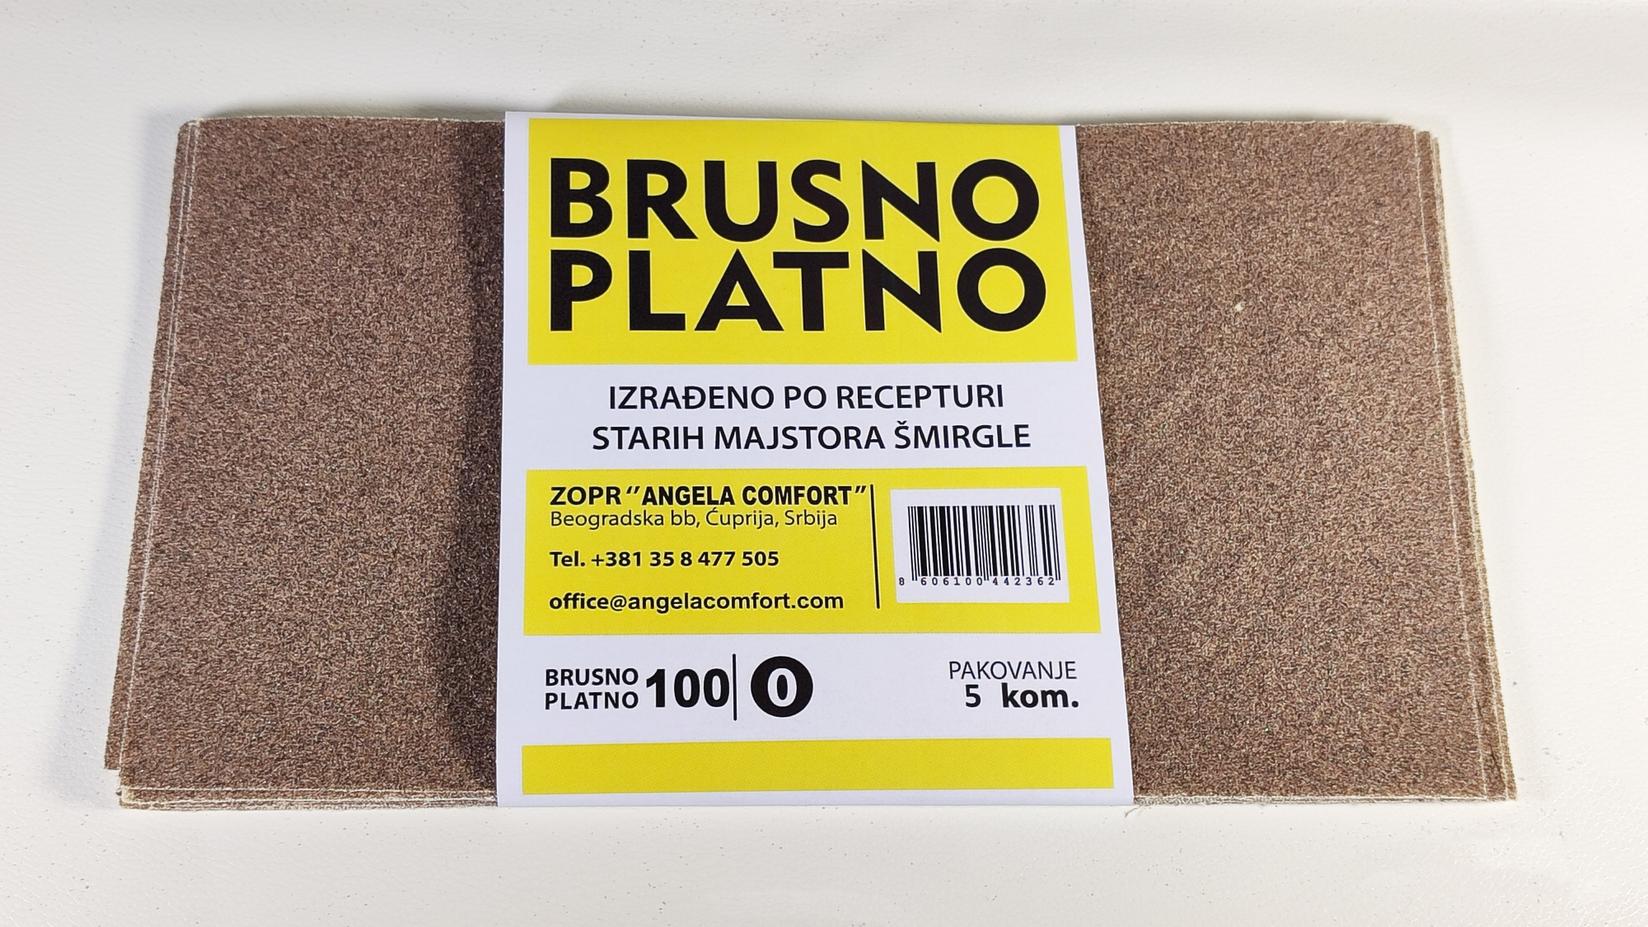 BRUSNO
PLATNO
IZRAĐENO PO RECEPTURI
STARIH MAJSTORA ŠMIRGLE
ZOPR "ANGELA COMFORT"
Beogradska bb, Ćuprija, Srbija
Tel. +381 35 8 477 505
office@angelacomfort.com
8 606100 442362
BRUSNO
PLATNO 100 | 0
PAKOVANJE
5 kom.